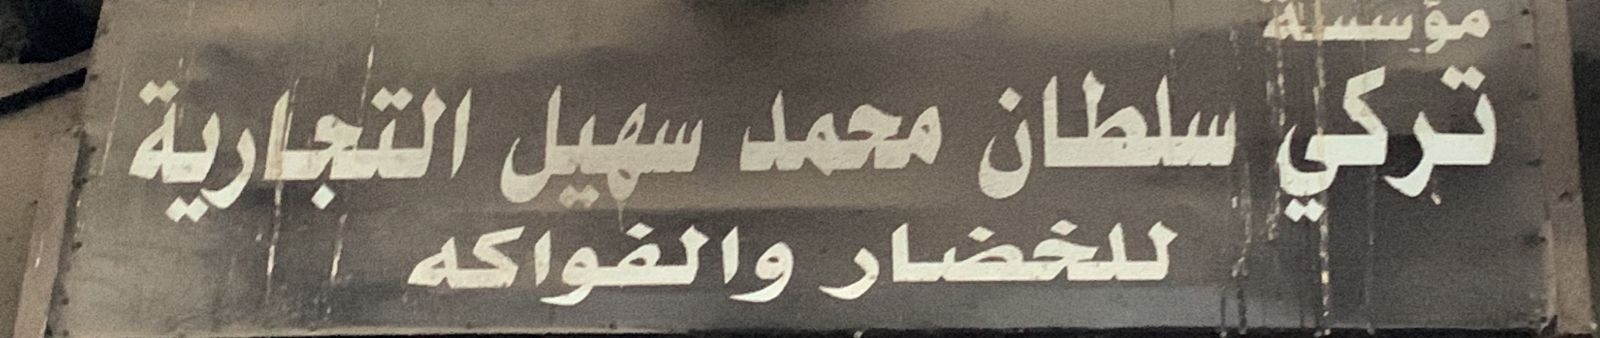 مؤسسة
تركي سلطان محمد سهيل التجارية
للخضار والفواكه